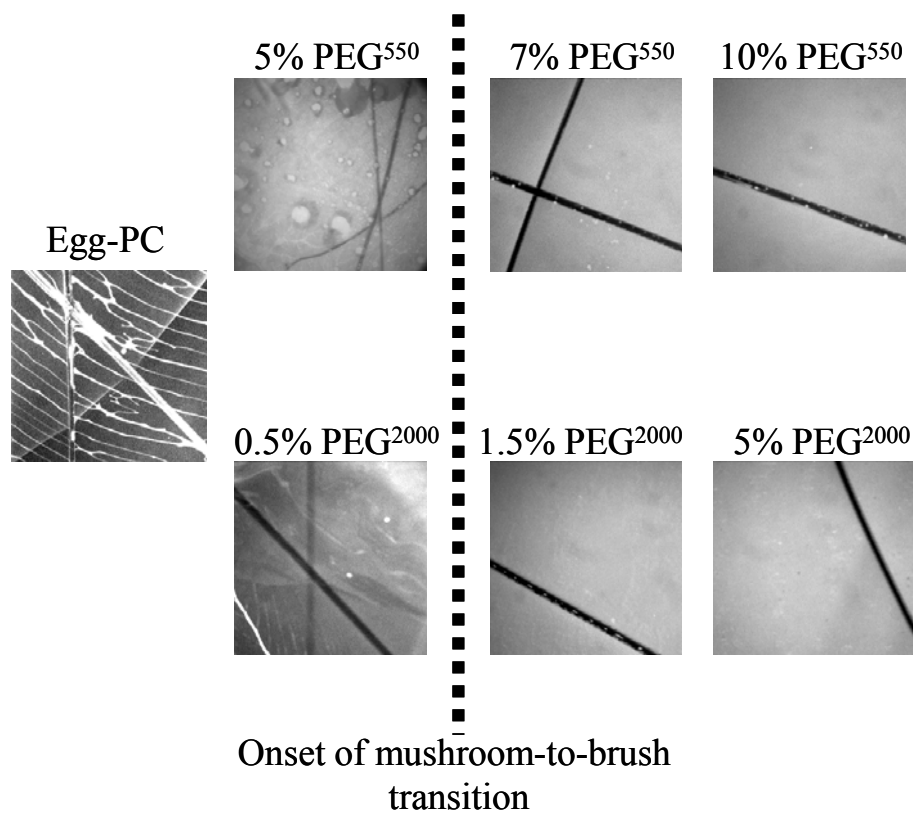 5% PEG⁵⁵⁰
7% PEG⁵⁵⁰
10% PEG⁵⁵⁰
Egg-PC
0.5% PEG²⁰⁰⁰
1.5% PEG²⁰⁰⁰
5% PEG²⁰⁰⁰
Onset of mushroom-to-brush
transition